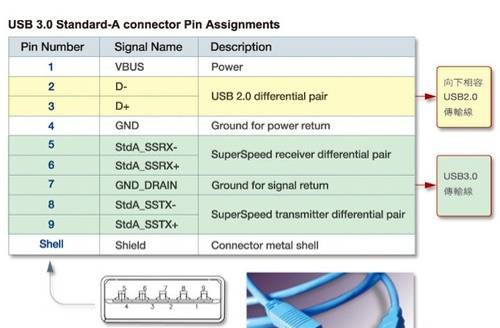 USB 3.0 Standard-A connector Pin Assignments
Pin Number Signal Name Description
1 VBUS Power
2 D-
USB 2.0 differential pair
3 D+
4 GND Ground for power return
5 StdA_SSRX-
SuperSpeed receiver differential pair
6 StdA_SSRX+
7 GND_DRAIN Ground for signal return
8 StdA_SSTX-
SuperSpeed transmitter differential pair
9 StdA_SSTX+
Shell Shield Connector metal shell
向下相容
USB2.0
傳輸線
USB3.0
傳輸線
5 6 7 8 9
4 3 2 1